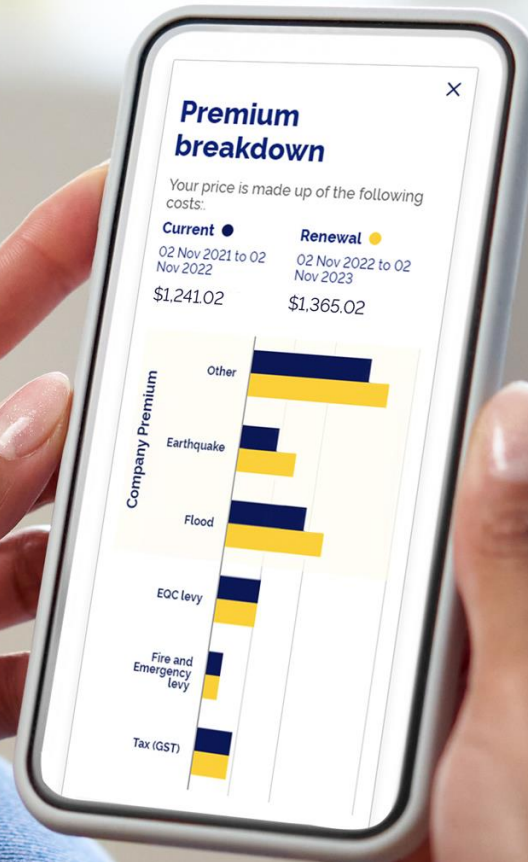 Premium
breakdown
Your price is made up of the following
costs:.
Current
Renewal
02 Nov 2021 to 02
Nov 2022
02 Nov 2022 to 02
Nov 2023
$1,241.02
$1,365.02
Company Premium
Other
Earthquake
Flood
EQC levy
Fire and
Emergency
levy
Tax (GST)